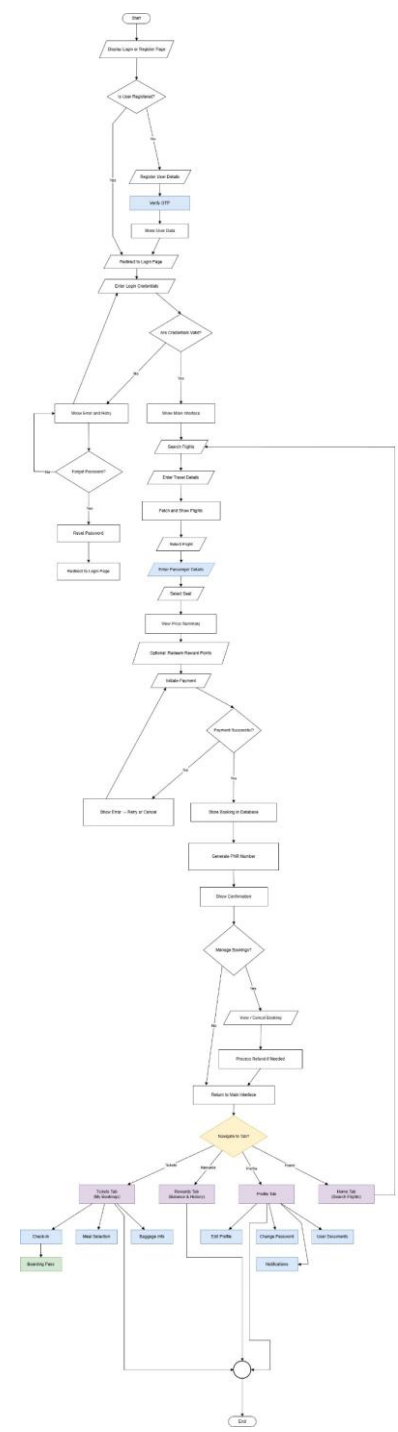 Start
Display Login or Register Page
Is User Registered?
No
Yes
Register User Details
Verify OTP
Store User Data
Redirect to Login Page
Enter Login Credentials
Are Credentials Valid?
No
Yes
Show Error and Retry
Show Main Interface
Search Flights
Forgot Password?
No
Enter Travel Details
Yes
Fetch and Show Flights
Reset Password
Select Flight
Redirect to Login Page
Enter Passenger Details
Select Seat
View Price Summary
Optional: Redeem Reward Points
Initiate Payment
Payment Successful?
No
Yes
Show Error → Retry or Cancel
Store Booking in Database
Generate PNR Number
Show Confirmation
Manage Bookings?
Yes
No
View / Cancel Booking
Process Refund if Needed
Return to Main Interface
Navigate to Tab?
Tickets
Rewards
Profile
Home
Tickets Tab
(My Bookings)
Rewards Tab
(Balance & History)
Profile Tab
Home Tab
(Search Flights)
Check-in
Meal Selection
Baggage Info
Edit Profile
Change Password
User Documents
Boarding Pass
Notifications
End